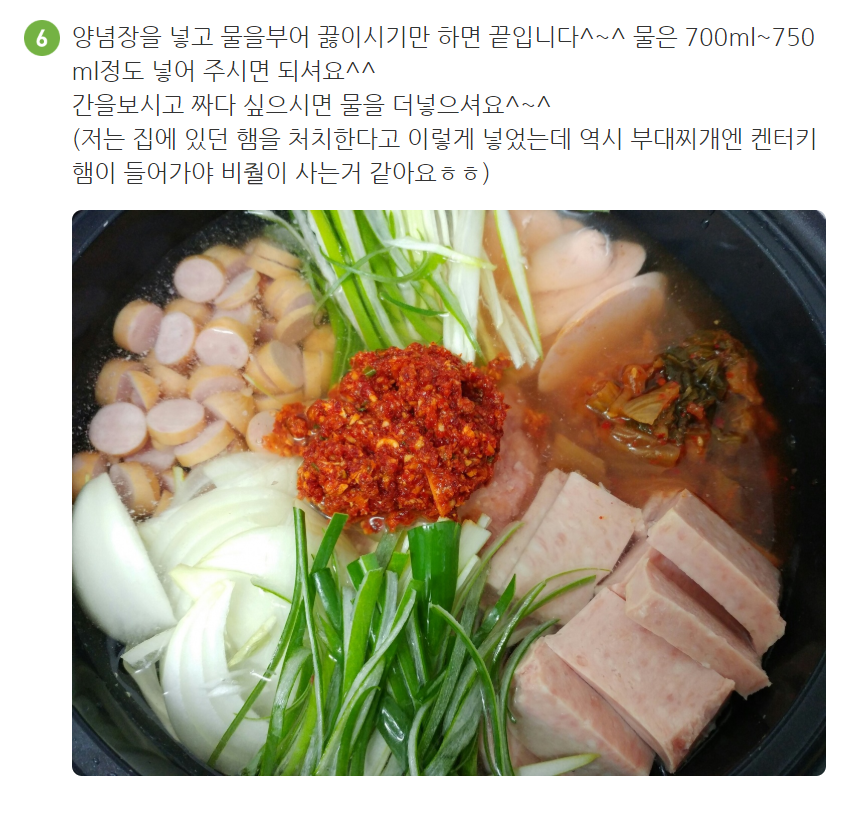 6 양념장을 넣고 물을부어 끓이시기만 하면 끝입니다^~^ 물은 700ml~750
ml정도 넣어 주시면 되셔요^^
간을보시고 짜다 싶으시면 물을 더넣으셔요^~^
(저는 집에 있던 햄을 처치한다고 이렇게 넣었는데 역시 부대찌개엔 켄터키
햄이 들어가야 비줠이 사는거 같아요ㅎㅎ)